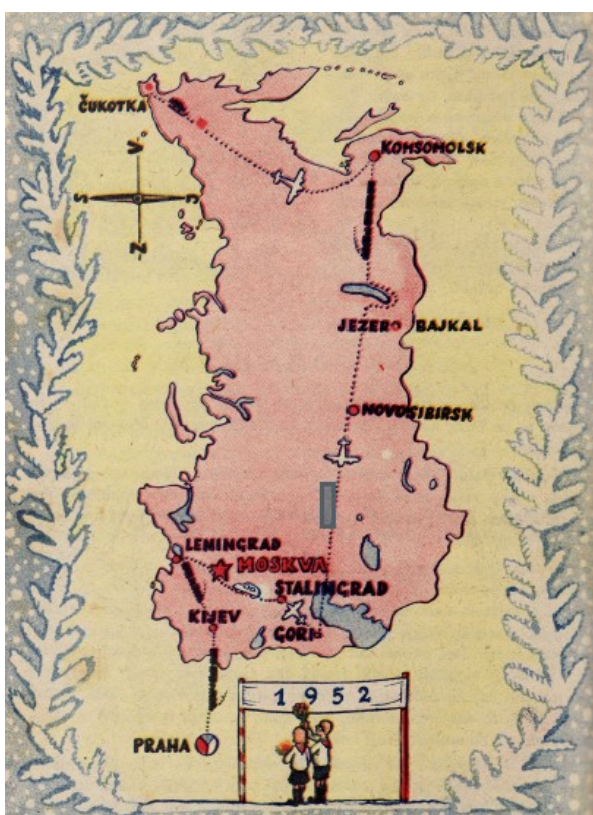 ČUKOTKA
KOMSOMOLSK
V.
S
J
Z
JEZERO BAJKAL
NOVOSIBIRSK
LENINGRAD
MOSKVA
STALINGRAD
KIJEV
GORI
1952
PRAHA